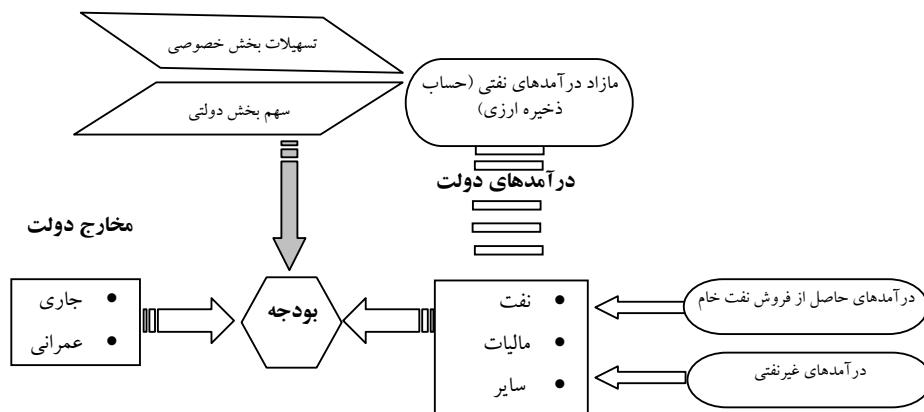 تسهیلات بخش خصوصی
مازاد درآمدهای نفتی (حساب
ذخیره ارزی)
سهم بخش دولتی
درآمدهای دولت
مخارج دولت
درآمدهای حاصل از فروش نفت خام
• نفت
• مالیات
• سایر
بودجه
• جاری
• عمرانی
درآمدهای غیرنفتی